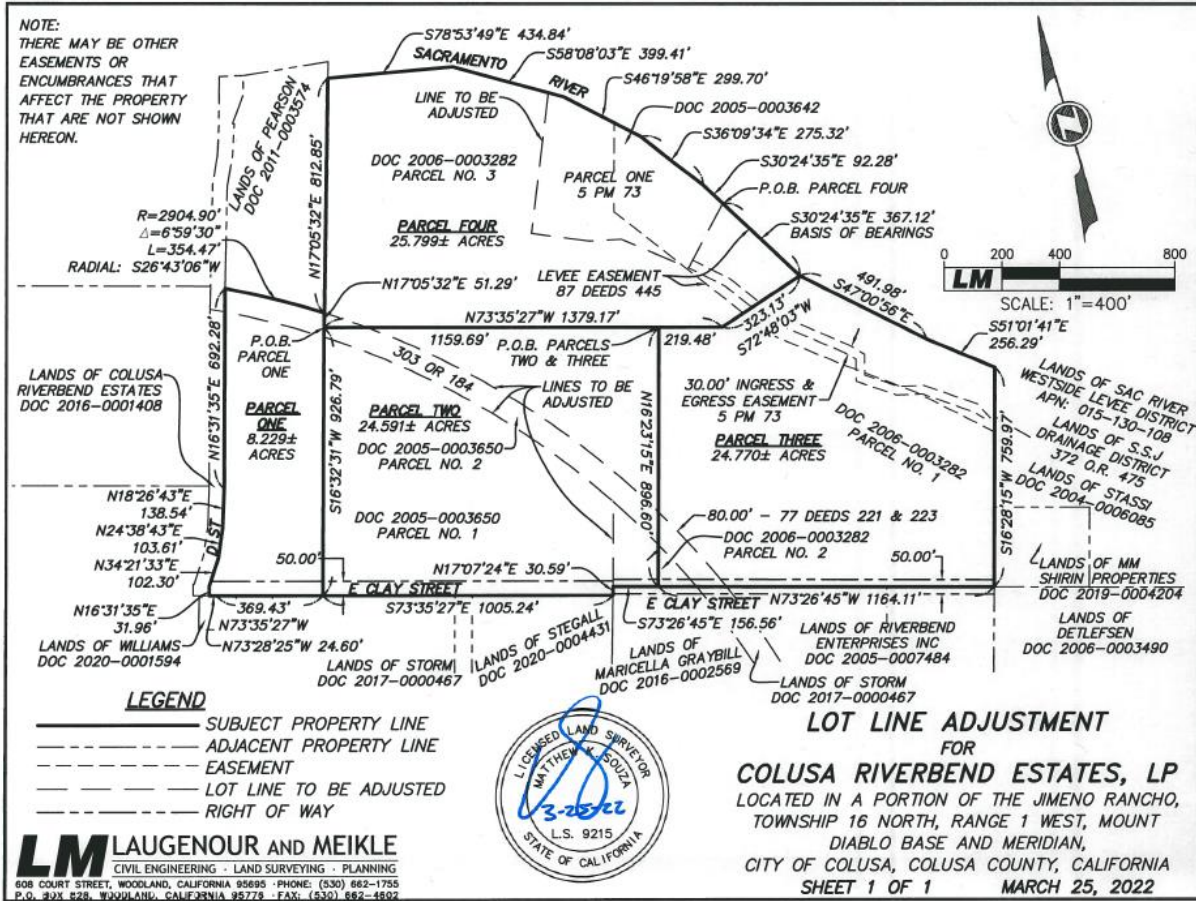 NOTE:
THERE MAY BE OTHER
EASEMENTS OR
ENCUMBRANCES THAT
AFFECT THE PROPERTY
THAT ARE NOT SHOWN
HEREON.
S78°53'49"E 434.84'
SACRAMENTO
RIVER
S58°08'03"E 399.41'
S46°19'58"E 299.70'
DOC 2005-0003642
S36°09'34"E 275.32'
S30°24'35"E 92.28'
P.O.B. PARCEL FOUR
S30°24'35"E 367.12'
BASIS OF BEARINGS
LINE TO BE
ADJUSTED
LANDS OF PEARSON
DOC 2011-0003574
N17°05'32"E 812.85'
DOC 2006-0003282
PARCEL NO. 3
PARCEL ONE
5 PM 73
PARCEL FOUR
25.799± ACRES
R=2904.90'
Δ=6°59'30"
L=354.47'
RADIAL: S26°43'06"W
LEVEE EASEMENT
87 DEEDS 445
N17°05'32"E 51.29'
0 200 400 800
LM
SCALE: 1"=400'
491.98'
S47°00'56"E
S51°01'41"E
256.29'
323.13'
S72°48'03"W
N73°35'27"W 1379.17'
1159.69'
219.48'
P.O.B.
PARCEL
ONE
P.O.B. PARCELS
TWO & THREE
303 OR 184
LINES TO BE
ADJUSTED
LANDS OF COLUSA
RIVERBEND ESTATES
DOC 2016-0001408
N16°31'35"E 692.28'
PARCEL
ONE
8.229±
ACRES
S16°32'31"W 926.79'
PARCEL TWO
24.591± ACRES
DOC 2005-0003650
PARCEL NO. 2
DOC 2005-0003650
PARCEL NO. 1
N16°23'15"E 896.60'
30.00' INGRESS &
EGRESS EASEMENT
5 PM 73
PARCEL THREE
24.770± ACRES
DOC 2006-0003282
PARCEL NO. 1
S16°28'15"W 759.97'
LANDS OF SAC RIVER
WESTSIDE LEVEE DISTRICT
APN: 015-130-108
LANDS OF S.S.J
DRAINAGE DISTRICT
372 O.R. 475
LANDS OF STASSI
DOC 2004-0006085
80.00' - 77 DEEDS 221 & 223
DOC 2006-0003282
PARCEL NO. 2
N18°26'43"E
138.54'
N24°38'43"E
103.61'
N34°21'33"E
102.30'
DIST
N16°31'35"E
31.96'
50.00'
N17°07'24"E 30.59'
50.00'
E CLAY STREET
369.43'
N73°35'27"W
N73°28'25"W 24.60'
S73°35'27"E 1005.24'
E CLAY STREET
N73°26'45"W 1164.11'
S73°26'45"E 156.56'
LANDS OF WILLIAMS
DOC 2020-0001594
LANDS OF STORM
DOC 2017-0000467
LANDS OF STEGALL
DOC 2020-0004431
LANDS OF
MARICELLA GRAYBILL
DOC 2016-0002569
LANDS OF RIVERBEND
ENTERPRISES INC
DOC 2005-0007484
LANDS OF STORM
DOC 2017-0000467
LANDS OF MM
SHIRIN PROPERTIES
DOC 2019-0004204
LANDS OF
DETLEFSEN
DOC 2006-0003490
LEGEND
SUBJECT PROPERTY LINE
ADJACENT PROPERTY LINE
EASEMENT
LOT LINE TO BE ADJUSTED
RIGHT OF WAY
LM LAUGENOUR AND MEIKLE
CIVIL ENGINEERING · LAND SURVEYING · PLANNING
608 COURT STREET, WOODLAND, CALIFORNIA 95695 · PHONE: (530) 662-1755
P.O. BOX 828, WOODLAND, CALIFORNIA 95776 · FAX: (530) 662-4602
LICENSED LAND SURVEYOR
MATTHEW K. SOUZA
3-25-22
L.S. 9215
STATE OF CALIFORNIA
LOT LINE ADJUSTMENT
FOR
COLUSA RIVERBEND ESTATES, LP
LOCATED IN A PORTION OF THE JIMENO RANCHO,
TOWNSHIP 16 NORTH, RANGE 1 WEST, MOUNT
DIABLO BASE AND MERIDIAN,
CITY OF COLUSA, COLUSA COUNTY, CALIFORNIA
SHEET 1 OF 1 MARCH 25, 2022